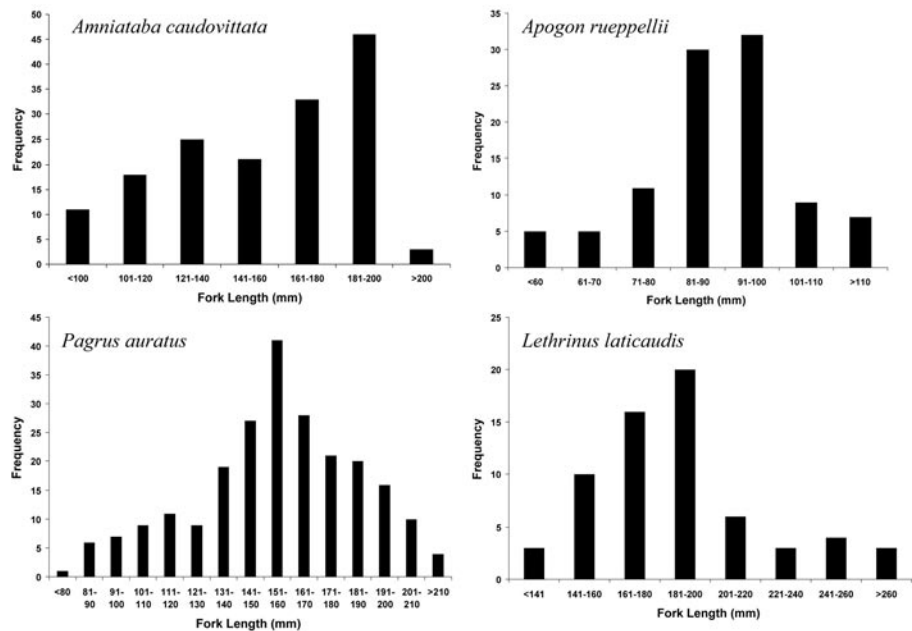 Amniataba caudovittata
50
45
40
35
30
25
20
15
10
5
0
Frequency
<100 101-120 121-140 141-160 161-180 181-200 >200
Fork Length (mm)
Apogon rueppellii
35
30
25
20
15
10
5
0
Frequency
<60 61-70 71-80 81-90 91-100 101-110 >110
Fork Length (mm)
Pagrus auratus
45
40
35
30
25
20
15
10
5
0
Frequency
<80 81- 91- 101- 111- 121- 131- 141- 151- 161- 171- 181- 191- 201- >210
90 100 110 120 130 140 150 160 170 180 190 200 210
Fork Length (mm)
Lethrinus laticaudis
25
20
15
10
5
0
Frequency
<141 141-160 161-180 181-200 201-220 221-240 241-260 >260
Fork Length (mm)